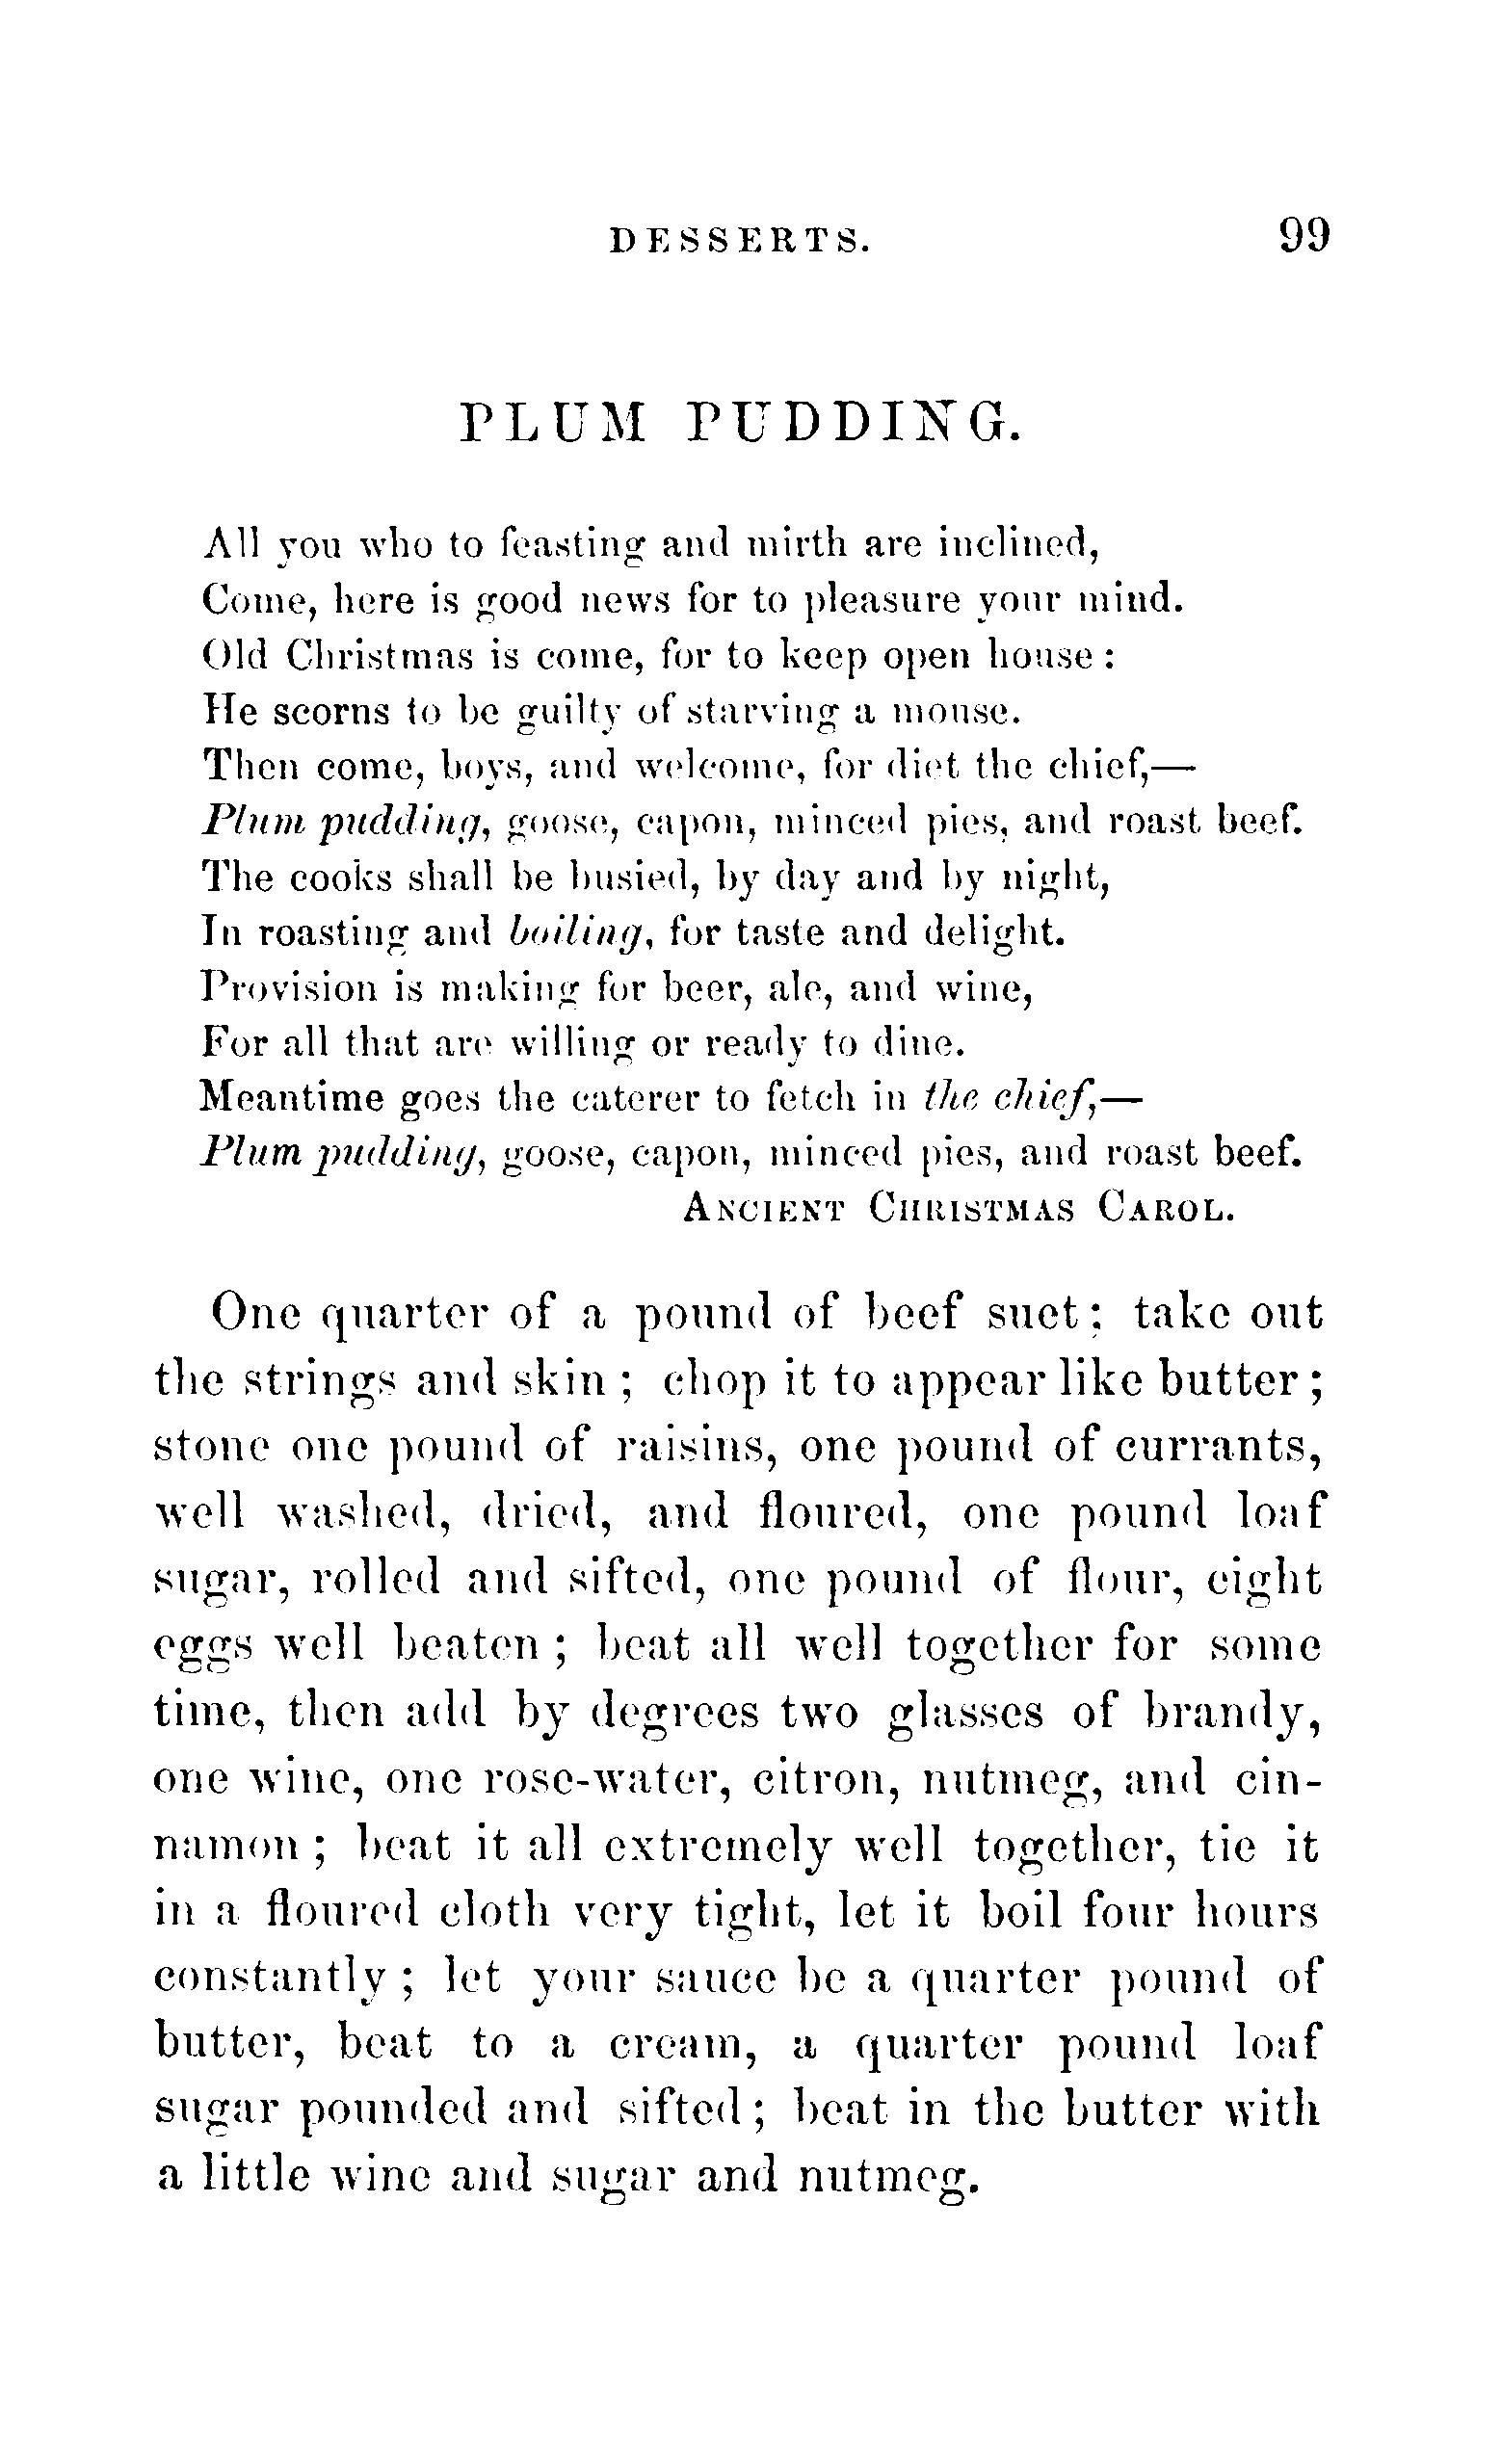 DESSERTS. 99
PLUM PUDDING.
All you who to feasting and mirth are inclined,
Come, here is good news for to pleasure your mind.
Old Christmas is come, for to keep open house:
He scorns to be guilty of starving a mouse.
Then come, boys, and welcome, for diet the chief,—
Plum pudding, goose, capon, minced pies, and roast beef.
The cooks shall be busied, by day and by night,
In roasting and boiling, for taste and delight.
Provision is making for beer, ale, and wine,
For all that are willing or ready to dine.
Meantime goes the caterer to fetch in the chief,—
Plum pudding, goose, capon, minced pies, and roast beef.
ANCIENT CHRISTMAS CAROL.
One quarter of a pound of beef suet; take out
the strings and skin; chop it to appear like butter;
stone one pound of raisins, one pound of currants,
well washed, dried, and floured, one pound loaf
sugar, rolled and sifted, one pound of flour, eight
eggs well beaten; beat all well together for some
time, then add by degrees two glasses of brandy,
one wine, one rose-water, citron, nutmeg, and cin-
namon; beat it all extremely well together, tie it
in a floured cloth very tight, let it boil four hours
constantly; let your sauce be a quarter pound of
butter, beat to a cream, a quarter pound loaf
sugar pounded and sifted; beat in the butter with
a little wine and sugar and nutmeg.